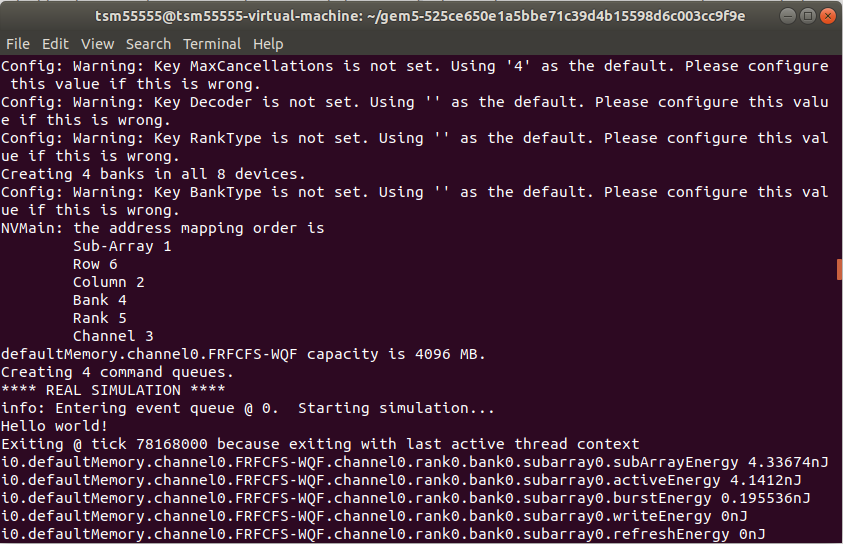 tsm55555@tsm55555-virtual-machine: ~/gem5-525ce650e1a5bbe71c39d4b15598d6c003cc9f9e
File Edit View Search Terminal Help
Config: Warning: Key MaxCancellations is not set. Using '4' as the default. Please configure
 this value if this is wrong.
Config: Warning: Key Decoder is not set. Using '' as the default. Please configure this valu
e if this is wrong.
Config: Warning: Key RankType is not set. Using '' as the default. Please configure this val
ue if this is wrong.
Creating 4 banks in all 8 devices.
Config: Warning: Key BankType is not set. Using '' as the default. Please configure this val
ue if this is wrong.
NVMain: the address mapping order is
        Sub-Array 1
        Row 6
        Column 2
        Bank 4
        Rank 5
        Channel 3
defaultMemory.channel0.FRFCFS-WQF capacity is 4096 MB.
Creating 4 command queues.
**** REAL SIMULATION ****
info: Entering event queue @ 0.  Starting simulation...
Hello world!
Exiting @ tick 78168000 because exiting with last active thread context
i0.defaultMemory.channel0.FRFCFS-WQF.channel0.rank0.bank0.subarray0.subArrayEnergy 4.33674nJ
i0.defaultMemory.channel0.FRFCFS-WQF.channel0.rank0.bank0.subarray0.activeEnergy 4.1412nJ
i0.defaultMemory.channel0.FRFCFS-WQF.channel0.rank0.bank0.subarray0.burstEnergy 0.195536nJ
i0.defaultMemory.channel0.FRFCFS-WQF.channel0.rank0.bank0.subarray0.writeEnergy 0nJ
i0.defaultMemory.channel0.FRFCFS-WQF.channel0.rank0.bank0.subarray0.refreshEnergy 0nJ